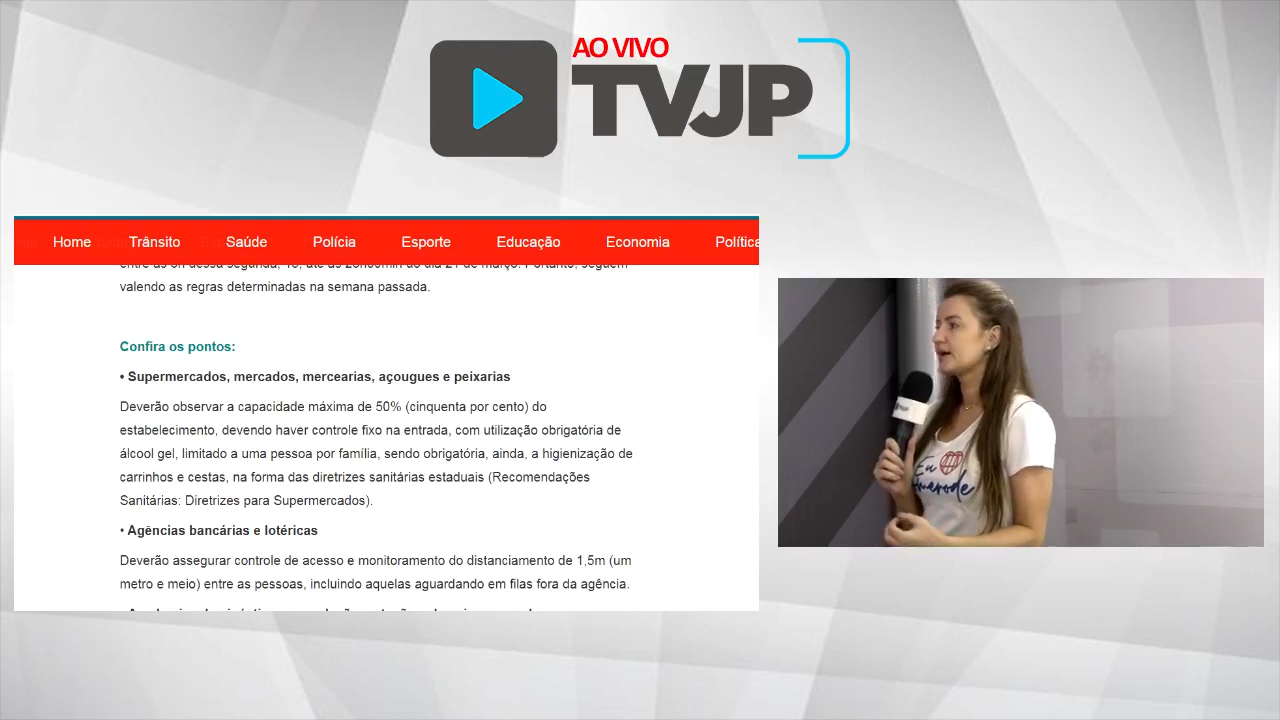 AO VIVO
TVJP
Home Trânsito Saúde Polícia Esporte Educação Economia Política
valendo as regras determinadas na semana passada.
Confira os pontos:
• Supermercados, mercados, mercearias, açougues e peixarias
Deverão observar a capacidade máxima de 50% (cinquenta por cento) do
estabelecimento, devendo haver controle fixo na entrada, com utilização obrigatória de
álcool gel, limitado a uma pessoa por família, sendo obrigatória, ainda, a higienização de
carrinhos e cestas, na forma das diretrizes sanitárias estaduais (Recomendações
Sanitárias: Diretrizes para Supermercados).
• Agências bancárias e lotéricas
Deverão assegurar controle de acesso e monitoramento do distanciamento de 1,5m (um
metro e meio) entre as pessoas, incluindo aquelas aguardando em filas fora da agência.
Eu